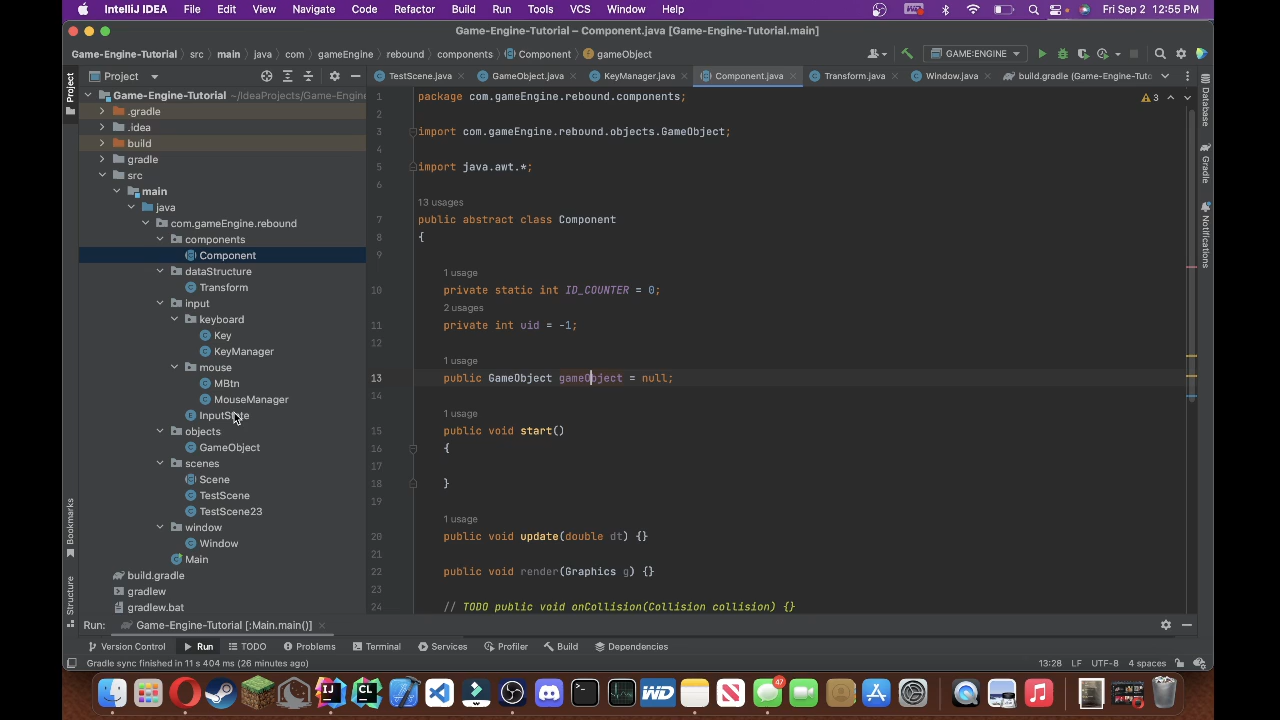 IntelliJ IDEA File Edit View Navigate Code Refactor Build Run Tools VCS Window Help Fri Sep 2 12:55 PM
Game-Engine-Tutorial – Component.java [Game-Engine-Tutorial.main]
Game-Engine-Tutorial src main java com gameEngine rebound components Component gameObject GAME:ENGINE
Project TestScene.java GameObject.java KeyManager.java Component.java Transform.java Window.java build.gradle (Game-Engine-Tuto
Project
Bookmarks
Structure
Game-Engine-Tutorial ~/IdeaProjects/Game-Engine
.gradle
.idea
build
gradle
src
main
java
com.gameEngine.rebound
components
Component
dataStructure
Transform
input
keyboard
Key
KeyManager
mouse
MBtn
MouseManager
InputState
objects
GameObject
scenes
Scene
TestScene
TestScene23
window
Window
Main
build.gradle
gradlew
gradlew.bat
1 package com.gameEngine.rebound.components;
2
3 import com.gameEngine.rebound.objects.GameObject;
4
5 import java.awt.*;
6
13 usages
7 public abstract class Component
8 {
9
1 usage
10 private static int ID_COUNTER = 0;
2 usages
11 private int uid = -1;
12
1 usage
13 public GameObject gameObject = null;
14
1 usage
15 public void start()
16 {
17
18 }
19
1 usage
20 public void update(double dt) {}
21
22 public void render(Graphics g) {}
23
24 // TODO public void onCollision(Collision collision) {}
3
Database
Gradle
Notifications
Run: Game-Engine-Tutorial [:Main.main()]
Version Control Run TODO Problems Terminal Services Profiler Build Dependencies
Gradle sync finished in 11 s 404 ms (26 minutes ago) 13:28 LF UTF-8 4 spaces
IJ CL WD N 47